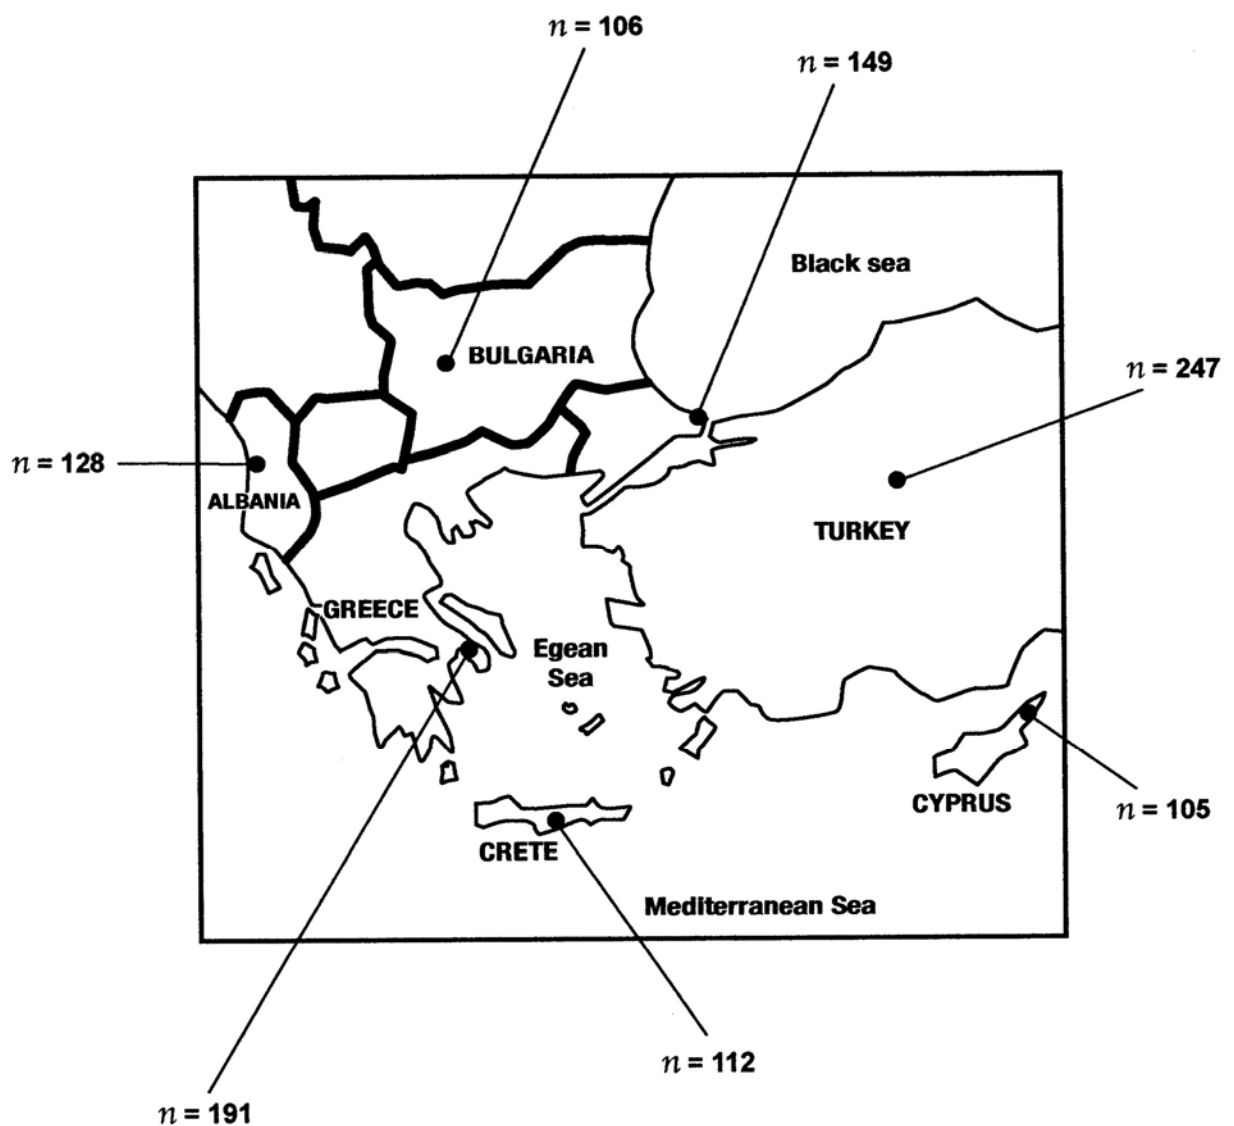 n = 106
n = 149
Black sea
BULGARIA
n = 247
n = 128
ALBANIA
TURKEY
GREECE
Egean
Sea
CYPRUS
n = 105
CRETE
Mediterranean Sea
n = 112
n = 191